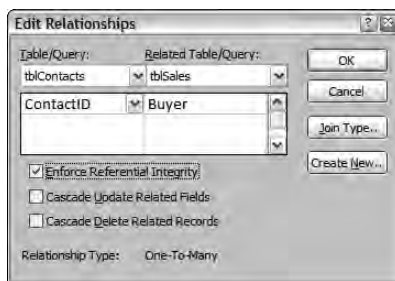 Edit Relationships
Table/Query: Related Table/Query:
tblContacts tblSales
OK
ContactID Buyer
Cancel
Join Type..
Enforce Referential Integrity
Create New..
Cascade Update Related Fields
Cascade Delete Related Records
Relationship Type: One-To-Many